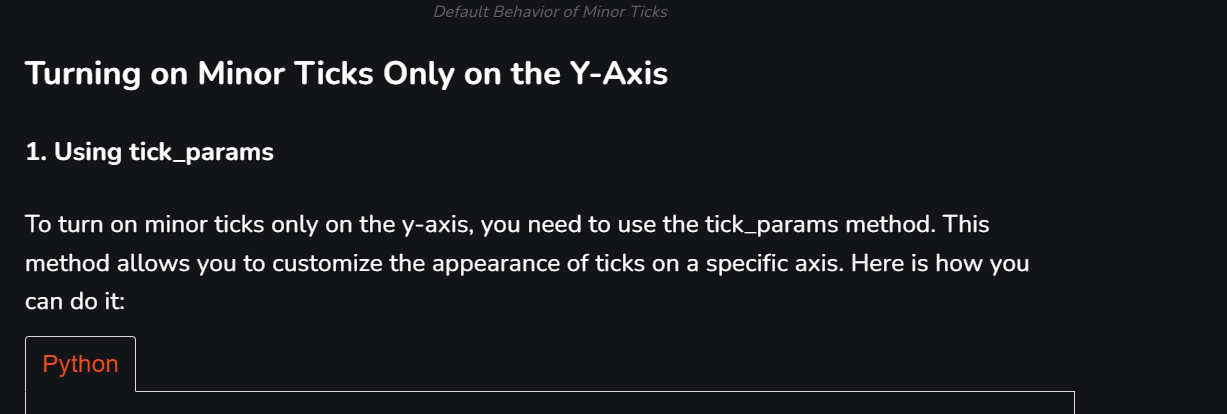 Default Behavior of Minor Ticks
Turning on Minor Ticks Only on the Y-Axis
1. Using tick_params
To turn on minor ticks only on the y-axis, you need to use the tick_params method. This
method allows you to customize the appearance of ticks on a specific axis. Here is how you
can do it:
Python